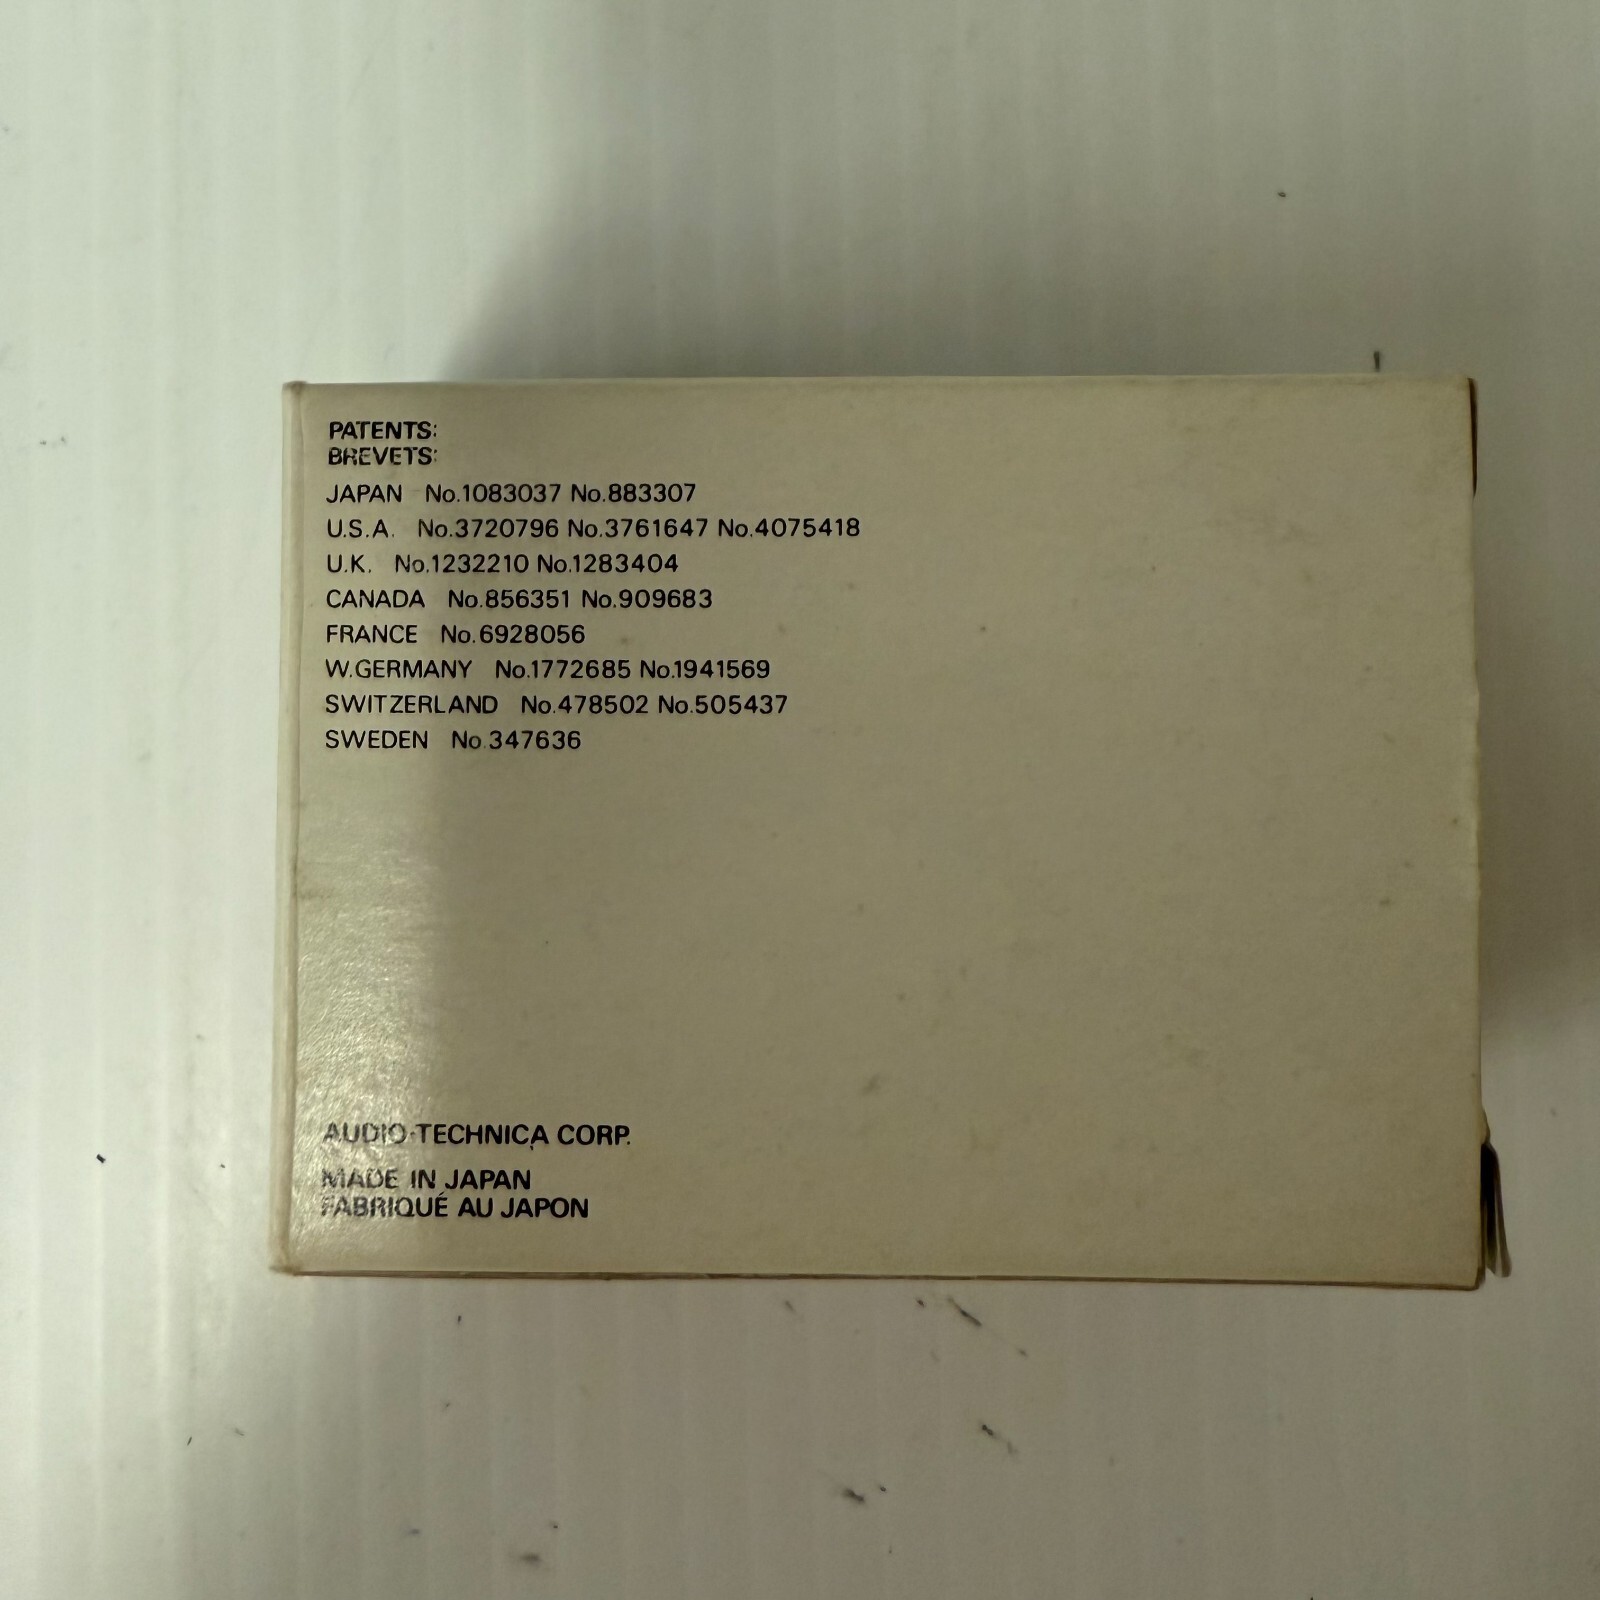 PATENTS:
BREVETS:
JAPAN No.1083037 No.883307
U.S.A. No.3720796 No.3761647 No.4075418
U.K. No.1232210 No.1283404
CANADA No.856351 No.909683
FRANCE No.6928056
W.GERMANY No.1772685 No.1941569
SWITZERLAND No.478502 No.505437
SWEDEN No.347636
AUDIO-TECHNICA CORP.
MADE IN JAPAN
FABRIQUÉ AU JAPON